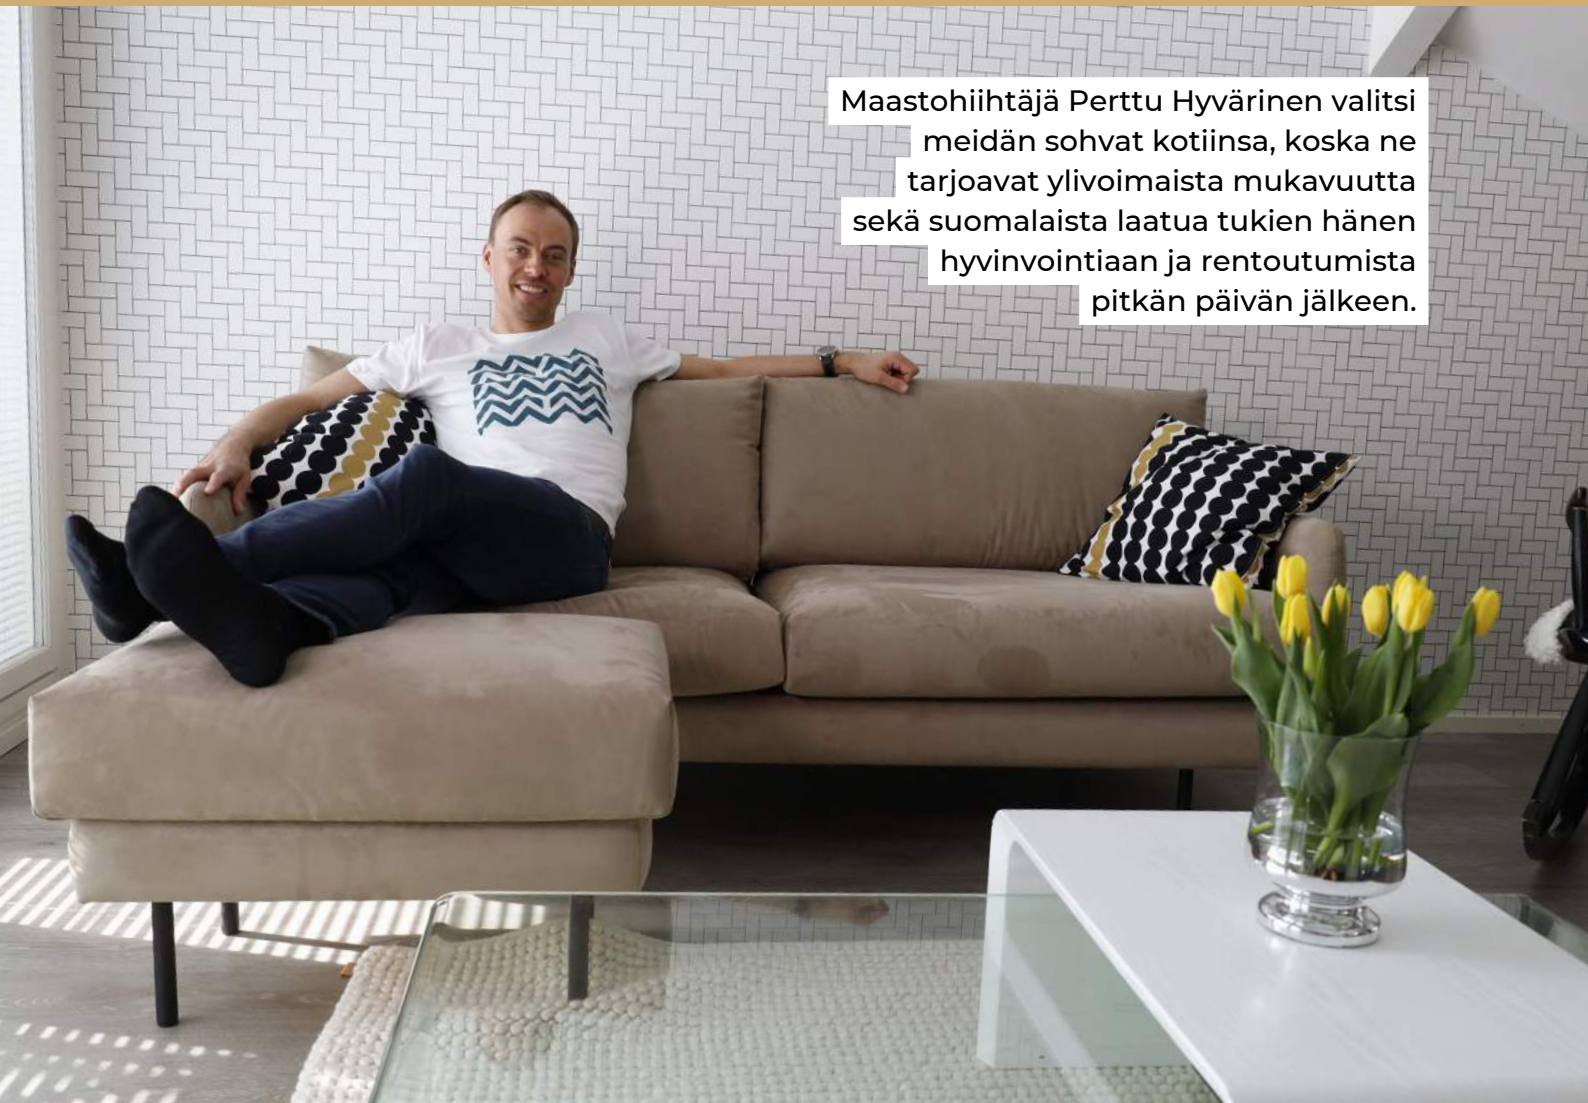 Maastohiihtäjä Perttu Hyvärinen valitsi
meidän sohvat kotiinsa, koska ne
tarjoavat ylivoimaista mukavuutta
sekä suomalaista laatua tukien hänen
hyvinvointiaan ja rentoutumista
pitkän päivän jälkeen.